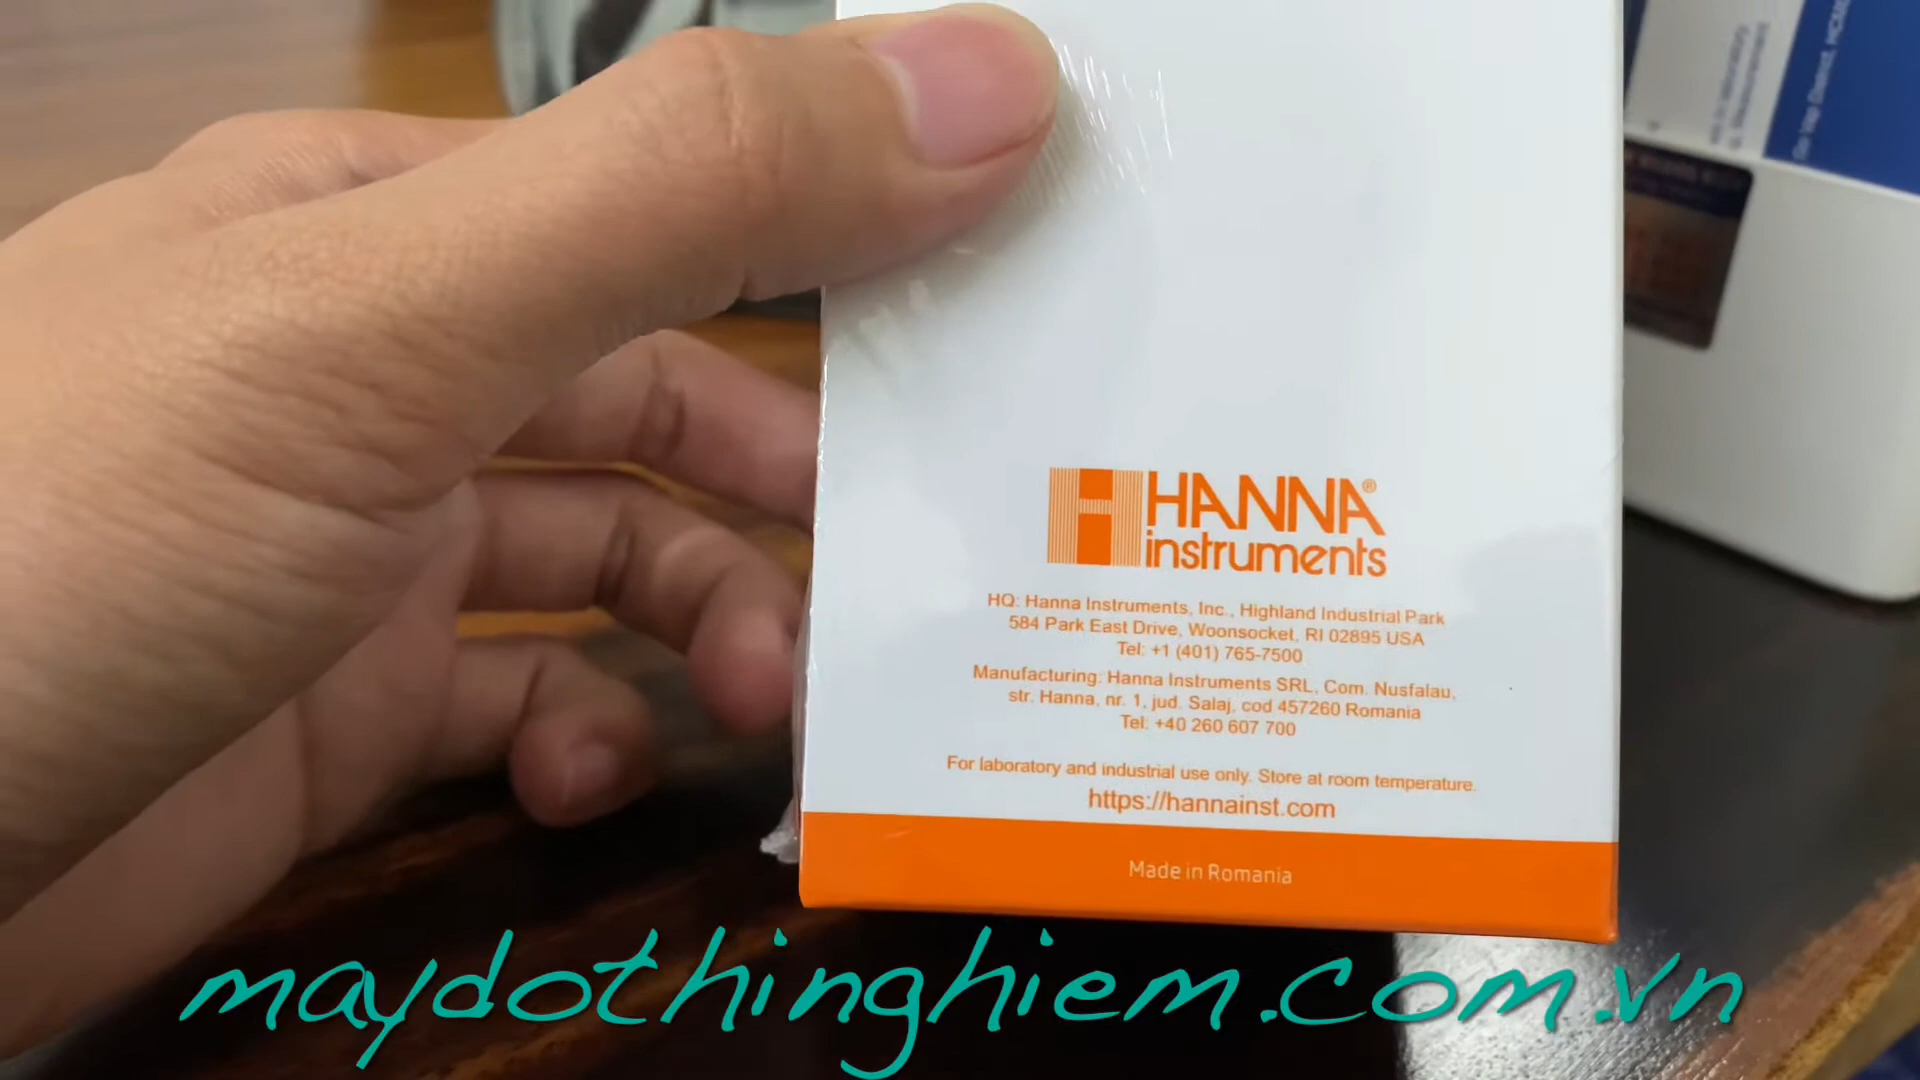 HANNA®
instruments
HQ: Hanna Instruments, Inc., Highland Industrial Park
584 Park East Drive, Woonsocket, RI 02895 USA
Tel: +1 (401) 765-7500
Manufacturing: Hanna Instruments SRL, Com. Nusfalau,
str. Hanna, nr. 1, jud. Salaj, cod 457260 Romania
Tel: +40 260 607 700
For laboratory and industrial use only. Store at room temperature.
https://hannainst.com
Made in Romania
maydothinghiem.com.vn